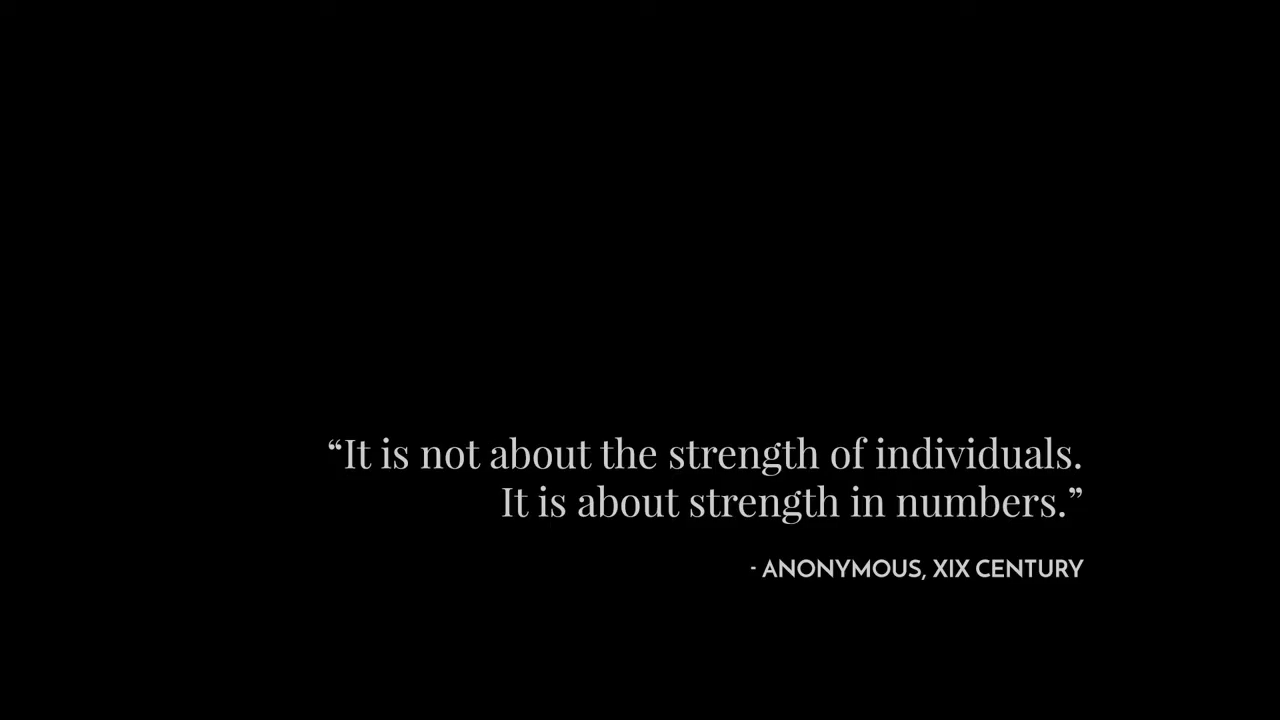 “It is not about the strength of individuals.
It is about strength in numbers.”
- ANONYMOUS, XIX CENTURY